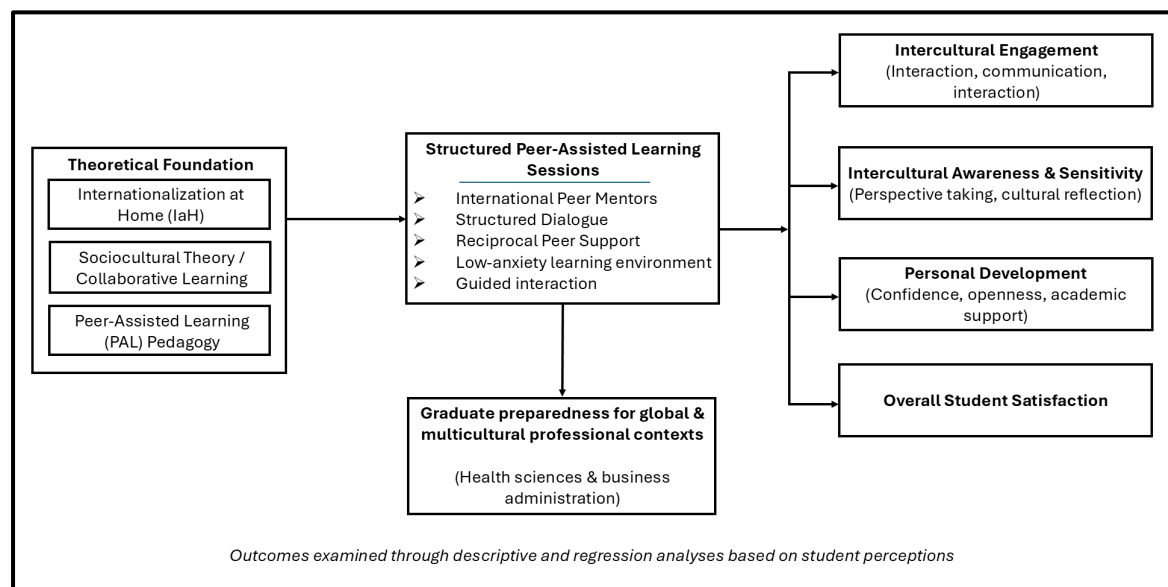 Theoretical Foundation
Internationalization at
Home (IaH)
Sociocultural Theory /
Collaborative Learning
Peer-Assisted Learning
(PAL) Pedagogy
Structured Peer-Assisted Learning
Sessions
➢ International Peer Mentors
➢ Structured Dialogue
➢ Reciprocal Peer Support
➢ Low-anxiety learning environment
➢ Guided interaction
Graduate preparedness for global &
multicultural professional contexts
(Health sciences & business
administration)
Intercultural Engagement
(Interaction, communication,
interaction)
Intercultural Awareness & Sensitivity
(Perspective taking, cultural reflection)
Personal Development
(Confidence, openness, academic
support)
Overall Student Satisfaction
Outcomes examined through descriptive and regression analyses based on student perceptions